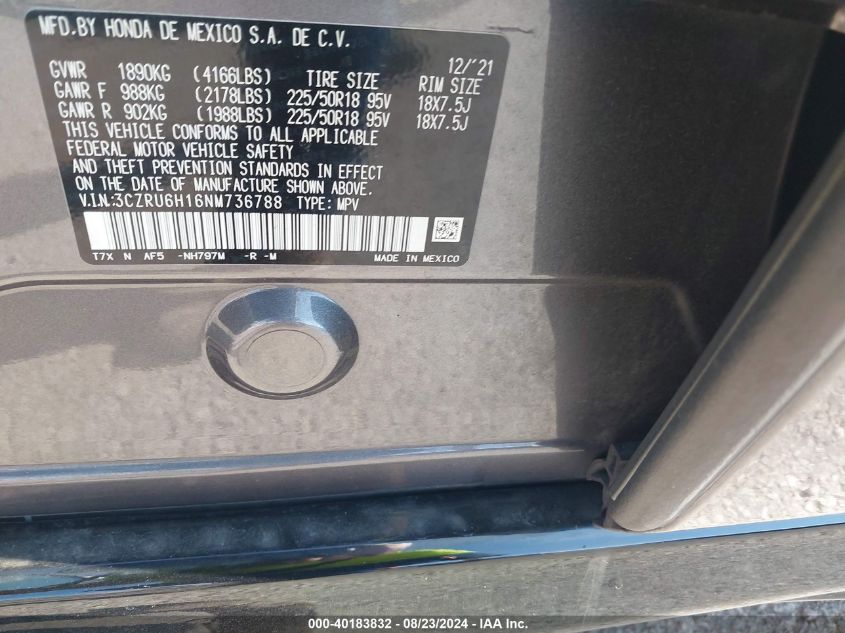 MFD.BY HONDA DE MEXICO S.A. DE C.V.
12/'21
GVWR 1890KG (4166LBS) TIRE SIZE RIM SIZE
GAWR F 988KG (2178LBS) 225/50R18 95V 18X7.5J
GAWR R 902KG (1988LBS) 225/50R18 95V 18X7.5J
THIS VEHICLE CONFORMS TO ALL APPLICABLE
FEDERAL MOTOR VEHICLE SAFETY
AND THEFT PREVENTION STANDARDS IN EFFECT
ON THE DATE OF MANUFACTURE SHOWN ABOVE.
V.I.N:3CZRU6H16NM736788 TYPE: MPV
T7X N AF5 -NH797M -R -M MADE IN MEXICO
000-40183832 - 08/23/2024 - IAAI.COM